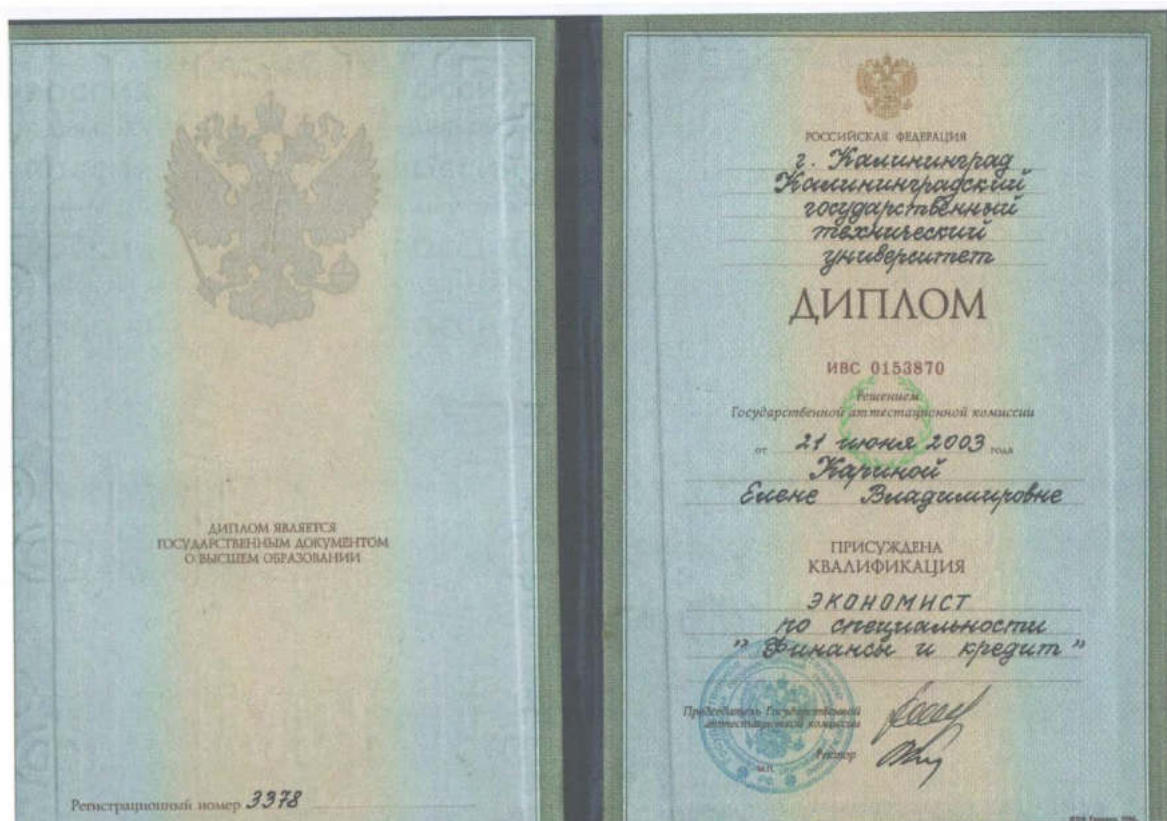 ДИПЛОМ ЯВЛЯЕТСЯ
ГОСУДАРСТВЕННЫМ ДОКУМЕНТОМ
О ВЫСШЕМ ОБРАЗОВАНИИ
Регистрационный номер 3378
РОССИЙСКАЯ ФЕДЕРАЦИЯ
г. Калининград
Калининградский
государственный
технический
университет
ДИПЛОМ
ИВС 0153870
Решением
Государственной аттестационной комиссии
от 21 июня 2003 года
Кариной
Елене Владимировне
ПРИСУЖДЕНА
КВАЛИФИКАЦИЯ
ЭКОНОМИСТ
по специальности
"Финансы и кредит"
Председатель Государственной
аттестационной комиссии
Ректор
М.П.